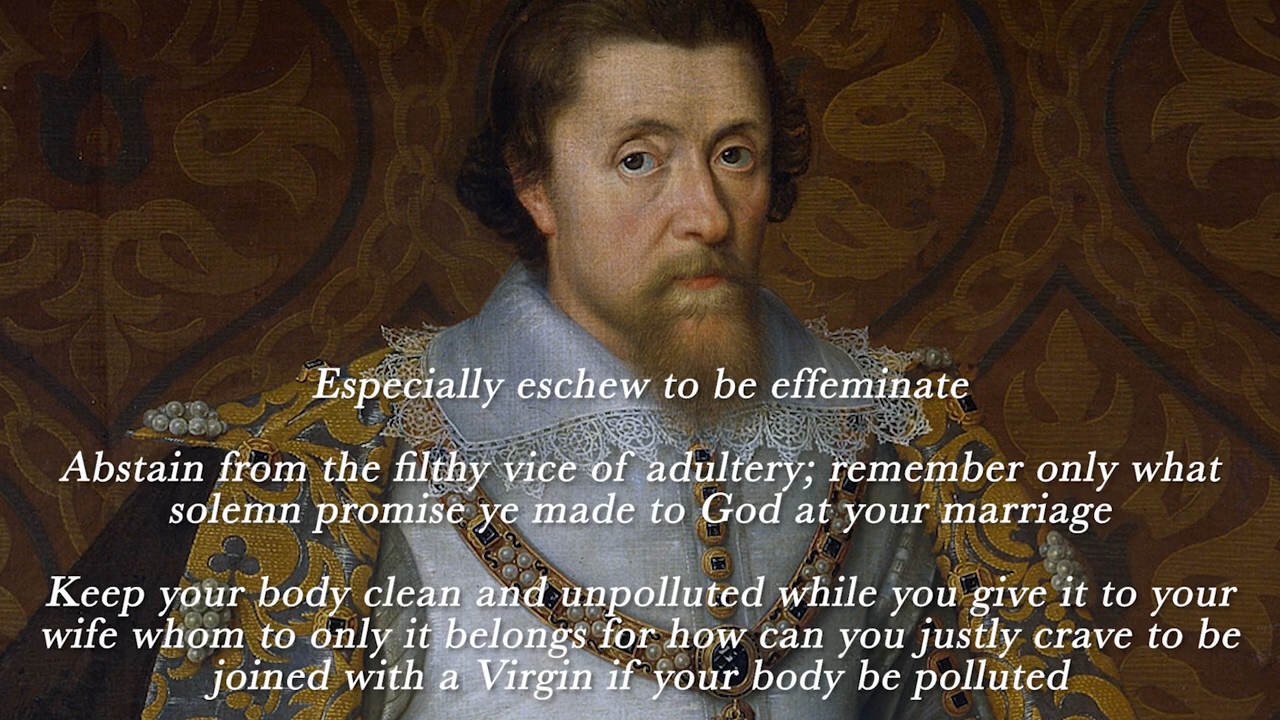 Especially eschew to be effeminate
Abstain from the filthy vice of adultery; remember only what
solemn promise ye made to God at your marriage
Keep your body clean and unpolluted while you give it to your
wife whom to only it belongs for how can you justly crave to be
joined with a Virgin if your body be polluted